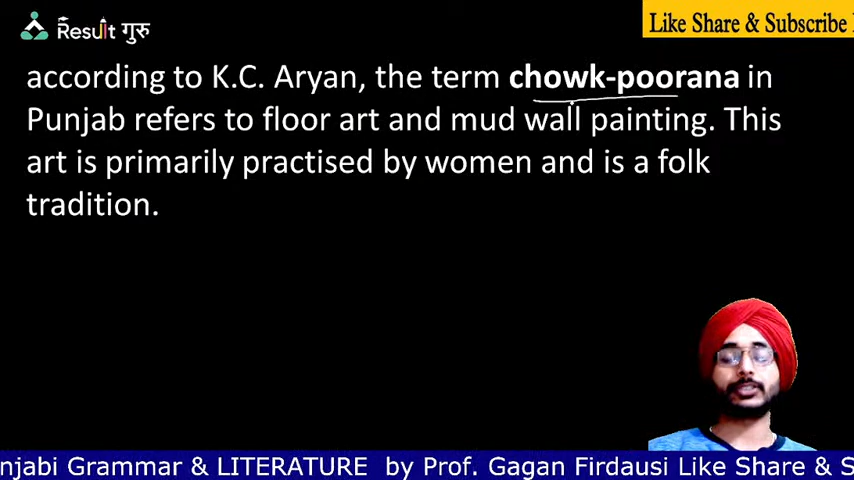 Result गुरु
Like Share & Subscribe
according to K.C. Aryan, the term chowk-poorana in
Punjab refers to floor art and mud wall painting. This
art is primarily practised by women and is a folk
tradition.
njabi Grammar & LITERATURE by Prof. Gagan Firdausi Like Share & S